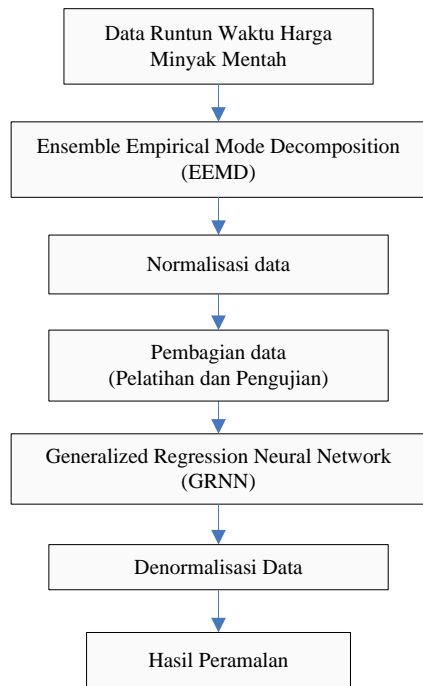 Data Runtun Waktu Harga
Minyak Mentah
Ensemble Empirical Mode Decomposition
(EEMD)
Normalisasi data
Pembagian data
(Pelatihan dan Pengujian)
Generalized Regression Neural Network
(GRNN)
Denormalisasi Data
Hasil Peramalan